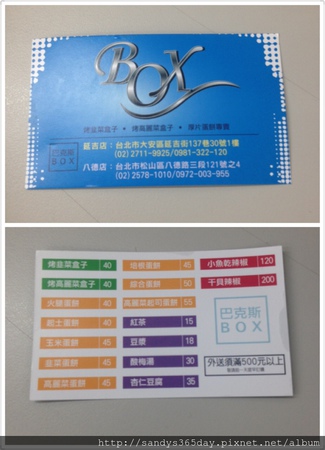 BOX
烤韭菜盒子 • 烤高麗菜盒子 • 厚片蛋餅專賣
巴克斯
BOX
延吉店：台北市大安區延吉街137巷30號1樓
(02) 2711-9925/0981-322-120
八德店：台北市松山區八德路三段121號之4
(02) 2578-1010/0972-003-955
烤韭菜盒子 40
烤高麗菜盒子 40
火腿蛋餅 40
起士蛋餅 40
玉米蛋餅 45
韭菜蛋餅 45
高麗菜蛋餅 45
培根蛋餅 45
綜合蛋餅 50
高麗菜起司蛋餅 55
紅茶 15
豆漿 18
酸梅湯 30
杏仁豆腐 35
小魚乾辣椒 120
干貝辣椒 200
巴克斯
BOX
外送須滿500元以上
http://sandys365day.pixnet.net/album